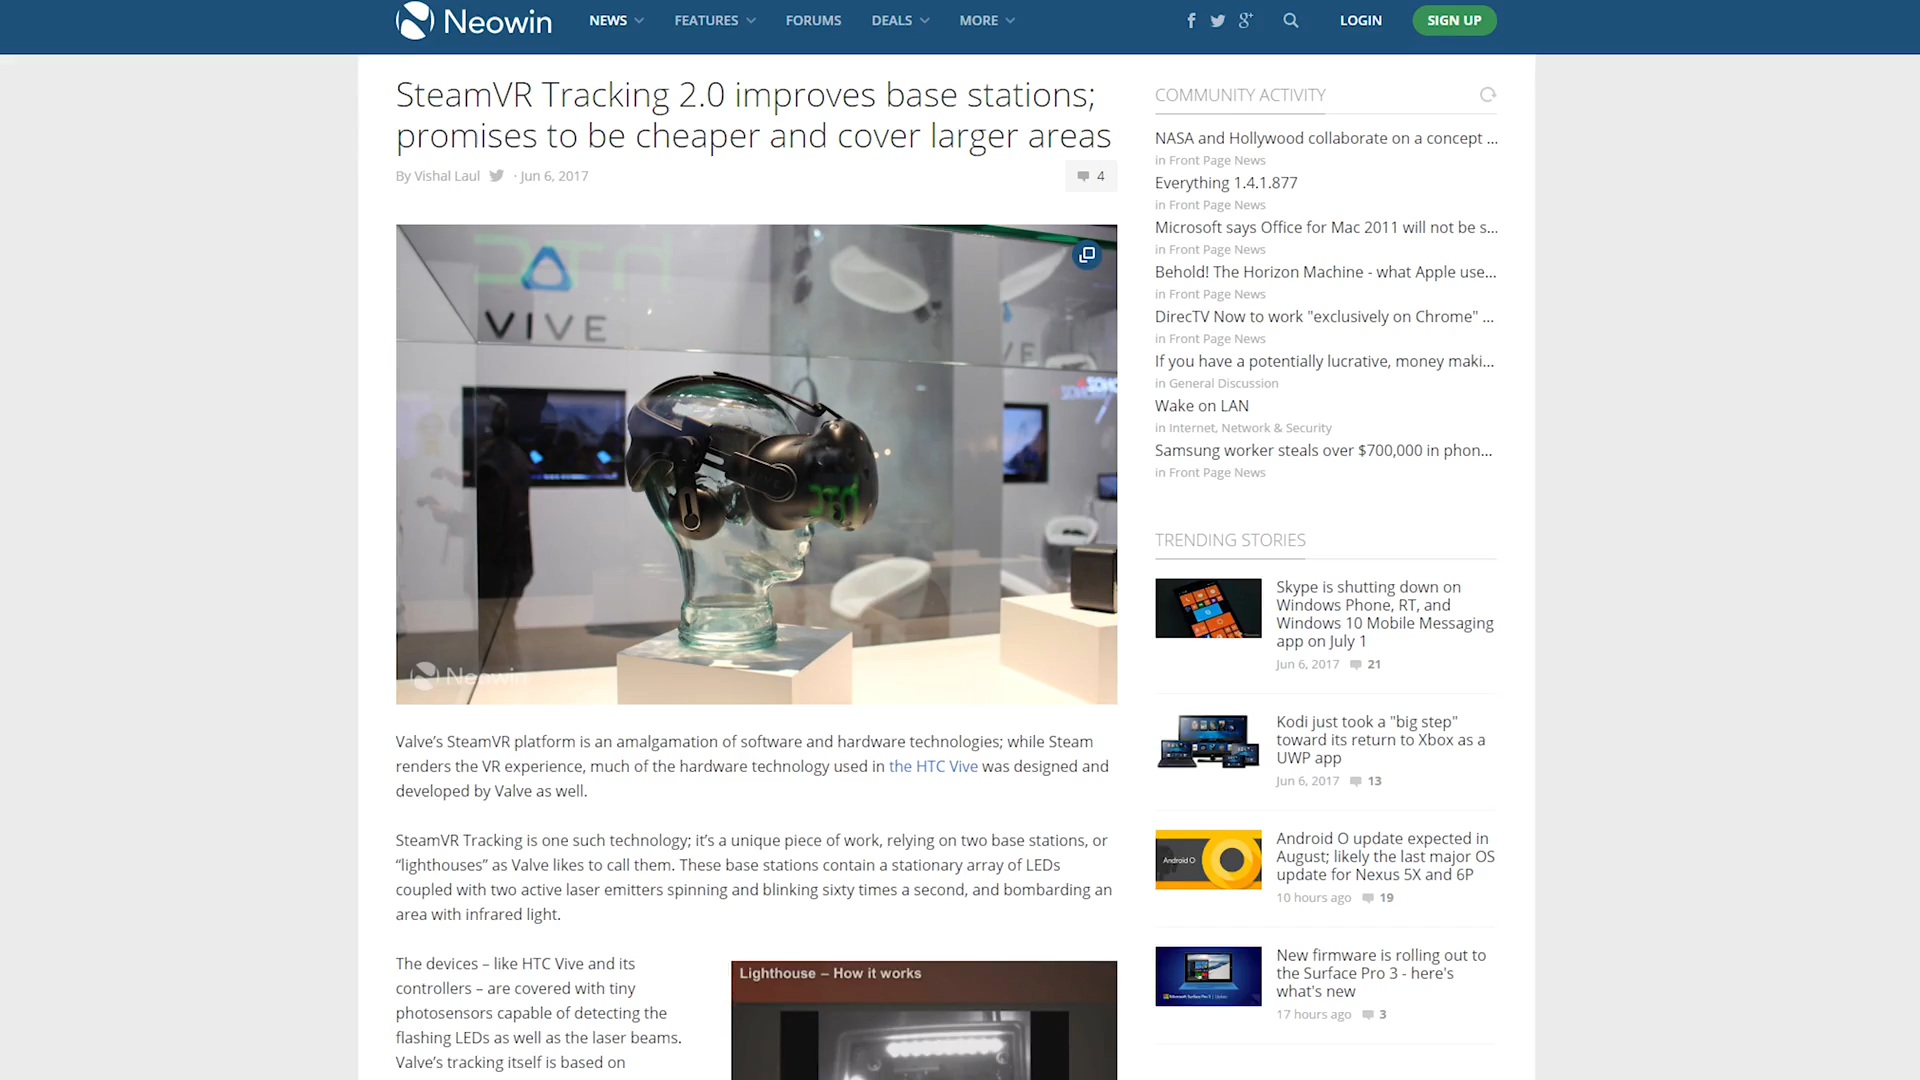 Neowin
NEWS
FEATURES
FORUMS
DEALS
MORE
LOGIN
SIGN UP
SteamVR Tracking 2.0 improves base stations;
promises to be cheaper and cover larger areas
By Vishal Laul · Jun 6, 2017
4
VIVE
Neowin
Valve’s SteamVR platform is an amalgamation of software and hardware technologies; while Steam
renders the VR experience, much of the hardware technology used in the HTC Vive was designed and
developed by Valve as well.
SteamVR Tracking is one such technology; it’s a unique piece of work, relying on two base stations, or
“lighthouses” as Valve likes to call them. These base stations contain a stationary array of LEDs
coupled with two active laser emitters spinning and blinking sixty times a second, and bombarding an
area with infrared light.
The devices – like HTC Vive and its
controllers – are covered with tiny
photosensors capable of detecting the
flashing LEDs as well as the laser beams.
Valve’s tracking itself is based on
Lighthouse – How it works
COMMUNITY ACTIVITY
NASA and Hollywood collaborate on a concept ...
in Front Page News
Everything 1.4.1.877
in Front Page News
Microsoft says Office for Mac 2011 will not be s...
in Front Page News
Behold! The Horizon Machine - what Apple use...
in Front Page News
DirecTV Now to work "exclusively on Chrome" ...
in Front Page News
If you have a potentially lucrative, money maki...
in General Discussion
Wake on LAN
in Internet, Network & Security
Samsung worker steals over $700,000 in phon...
in Front Page News
TRENDING STORIES
Skype is shutting down on
Windows Phone, RT, and
Windows 10 Mobile Messaging
app on July 1
Jun 6, 2017 21
Kodi just took a "big step"
toward its return to Xbox as a
UWP app
Jun 6, 2017 13
Android O
Android O update expected in
August; likely the last major OS
update for Nexus 5X and 6P
10 hours ago 19
New firmware is rolling out to
the Surface Pro 3 - here's
what's new
17 hours ago 3